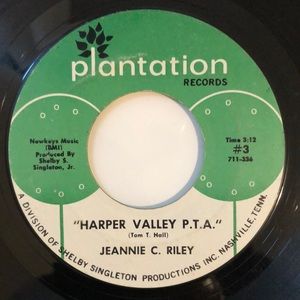 plantation
RECORDS
Newkeys Music
(BMI)
Produced By
Shelby S.
Singleton, Jr.
Time 3:12
#3
711-336
"HARPER VALLEY P.T.A."
(Tom T. Hall)
JEANNIE C. RILEY
A DIVISION OF SHELBY SINGLETON PRODUCTIONS INC. NASHVILLE, TENN.